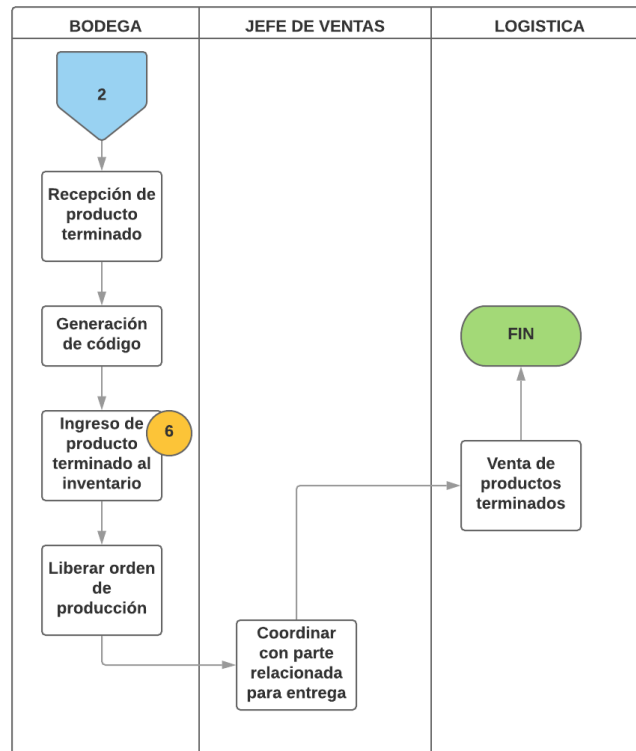 BODEGA
JEFE DE VENTAS
LOGISTICA
2
Recepción de
producto
terminado
Generación
de código
Ingreso de
producto
terminado al
inventario
6
Liberar orden
de
producción
Coordinar
con parte
relacionada
para entrega
Venta de
productos
terminados
FIN